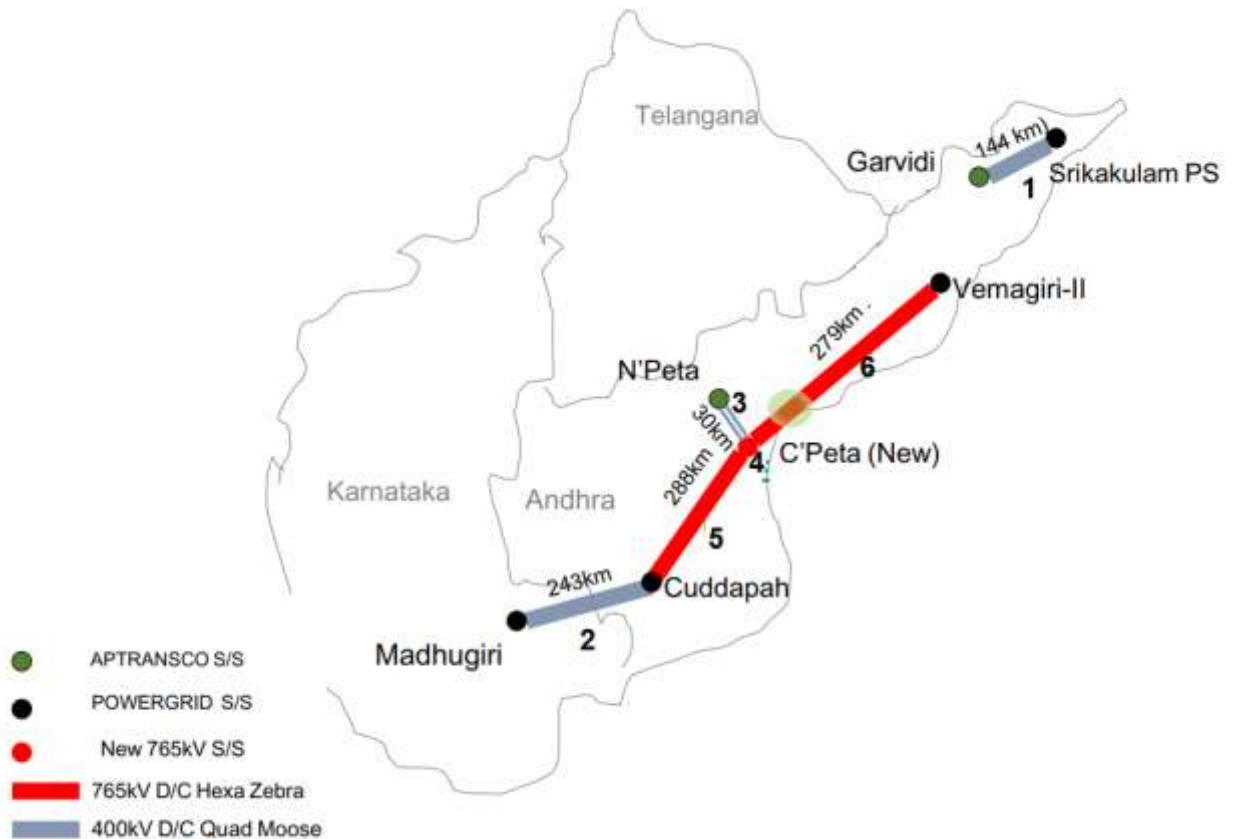 Telangana
Garvidi
144 km)
1
Srikakulam PS
Vemagiri-II
279km .
6
N'Peta
3
30km
4
C'Peta (New)
288km
Karnataka
Andhra
5
243km
Cuddapah
2
Madhugiri
APTRANSCO S/S
POWERGRID S/S
New 765kV S/S
765kV D/C Hexa Zebra
400kV D/C Quad Moose